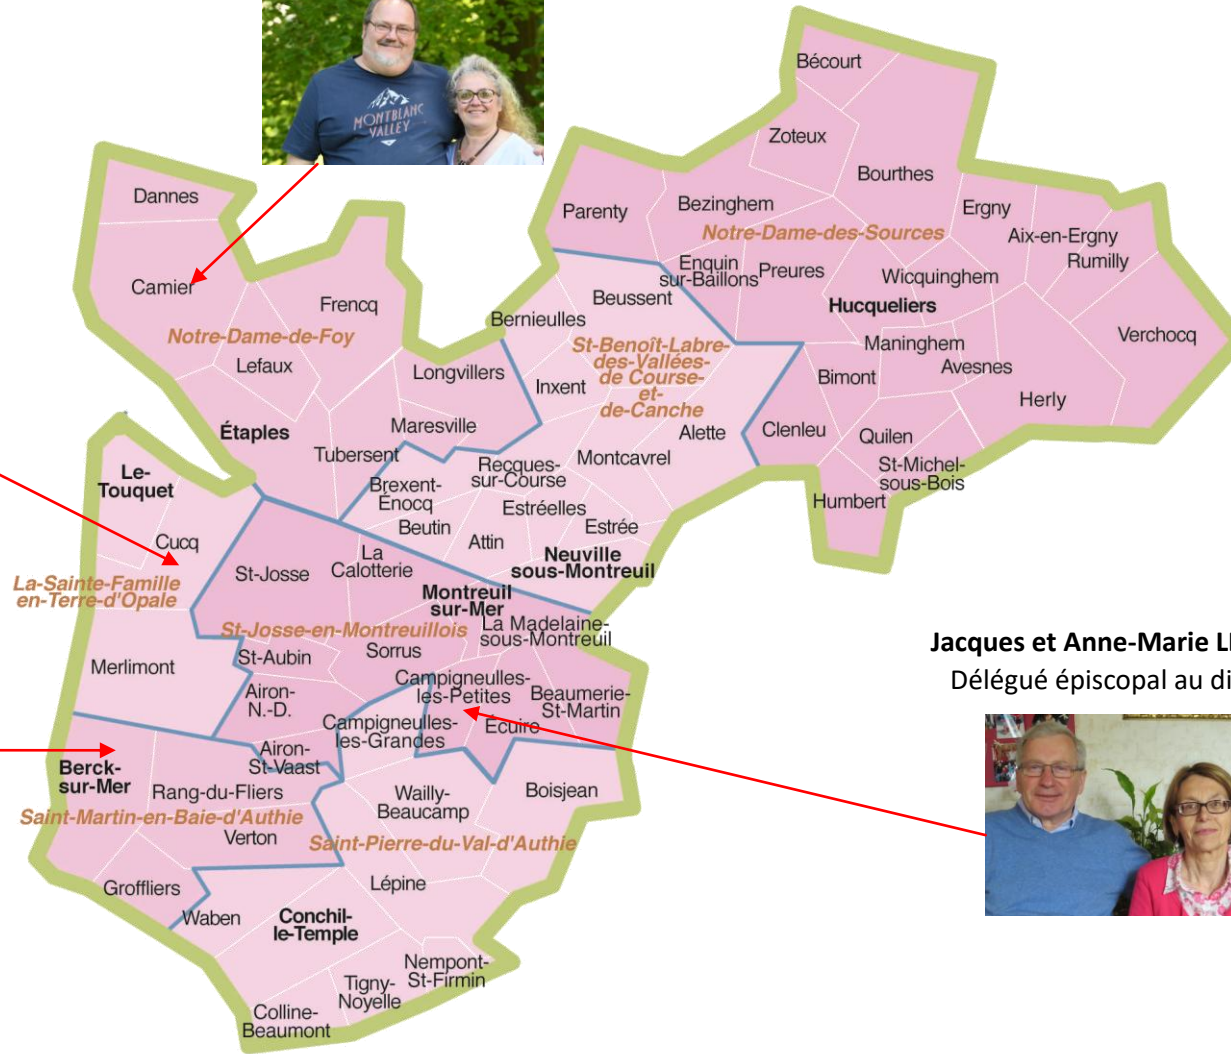 MONTBLANC
VALLEY
Bécourt
Zoteux
Bourthes
Dannes
Parenty
Bezinghem
Ergny
Notre-Dame-des-Sources
Aix-en-Ergny
Rumilly
Enquin
sur-Baillons
Preures
Wicquinghem
Camier
Frencq
Beussent
Hucqueliers
Bernieulles
Notre-Dame-de-Foy
St-Benoît-Labre-
des-Vallées-
de Course-
et-
de-Canche
Maninghem
Verchocq
Lefaux
Longvillers
Inxent
Bimont
Avesnes
Herly
Étaples
Maresville
Alette
Clenleu
Quilen
Tubersent
Montcavrel
St-Michel-
sous-Bois
Le-
Touquet
Recques-
sur-Course
Brexent-
Énocq
Humbert
Estréelles
Beutin
Estrée
Cucq
Attin
Neuville
sous-Montreuil
La
Calotterie
St-Josse
La-Sainte-Famille
en-Terre-d'Opale
Montreuil
sur-Mer
La Madelaine-
sous-Montreuil
St-Josse-en-Montreuillois
Jacques et Anne-Marie
Délégué épiscopal au
Merlimont
St-Aubin
Sorrus
Campigneulles-
les-Petites
Beaumerie-
St-Martin
Airon-
N.-D.
Campigneulles-
les-Grandes
Écuire
Airon-
St-Vaast
Berck-
sur-Mer
Rang-du-Fliers
Wailly-
Beaucamp
Boisjean
Saint-Martin-en-Baie-d'Authie
Verton
Saint-Pierre-du-Val-d'Authie
Groffliers
Lépine
Waben
Conchil-
le-Temple
Nempont-
St-Firmin
Tigny-
Noyelle
Colline-
Beaumont